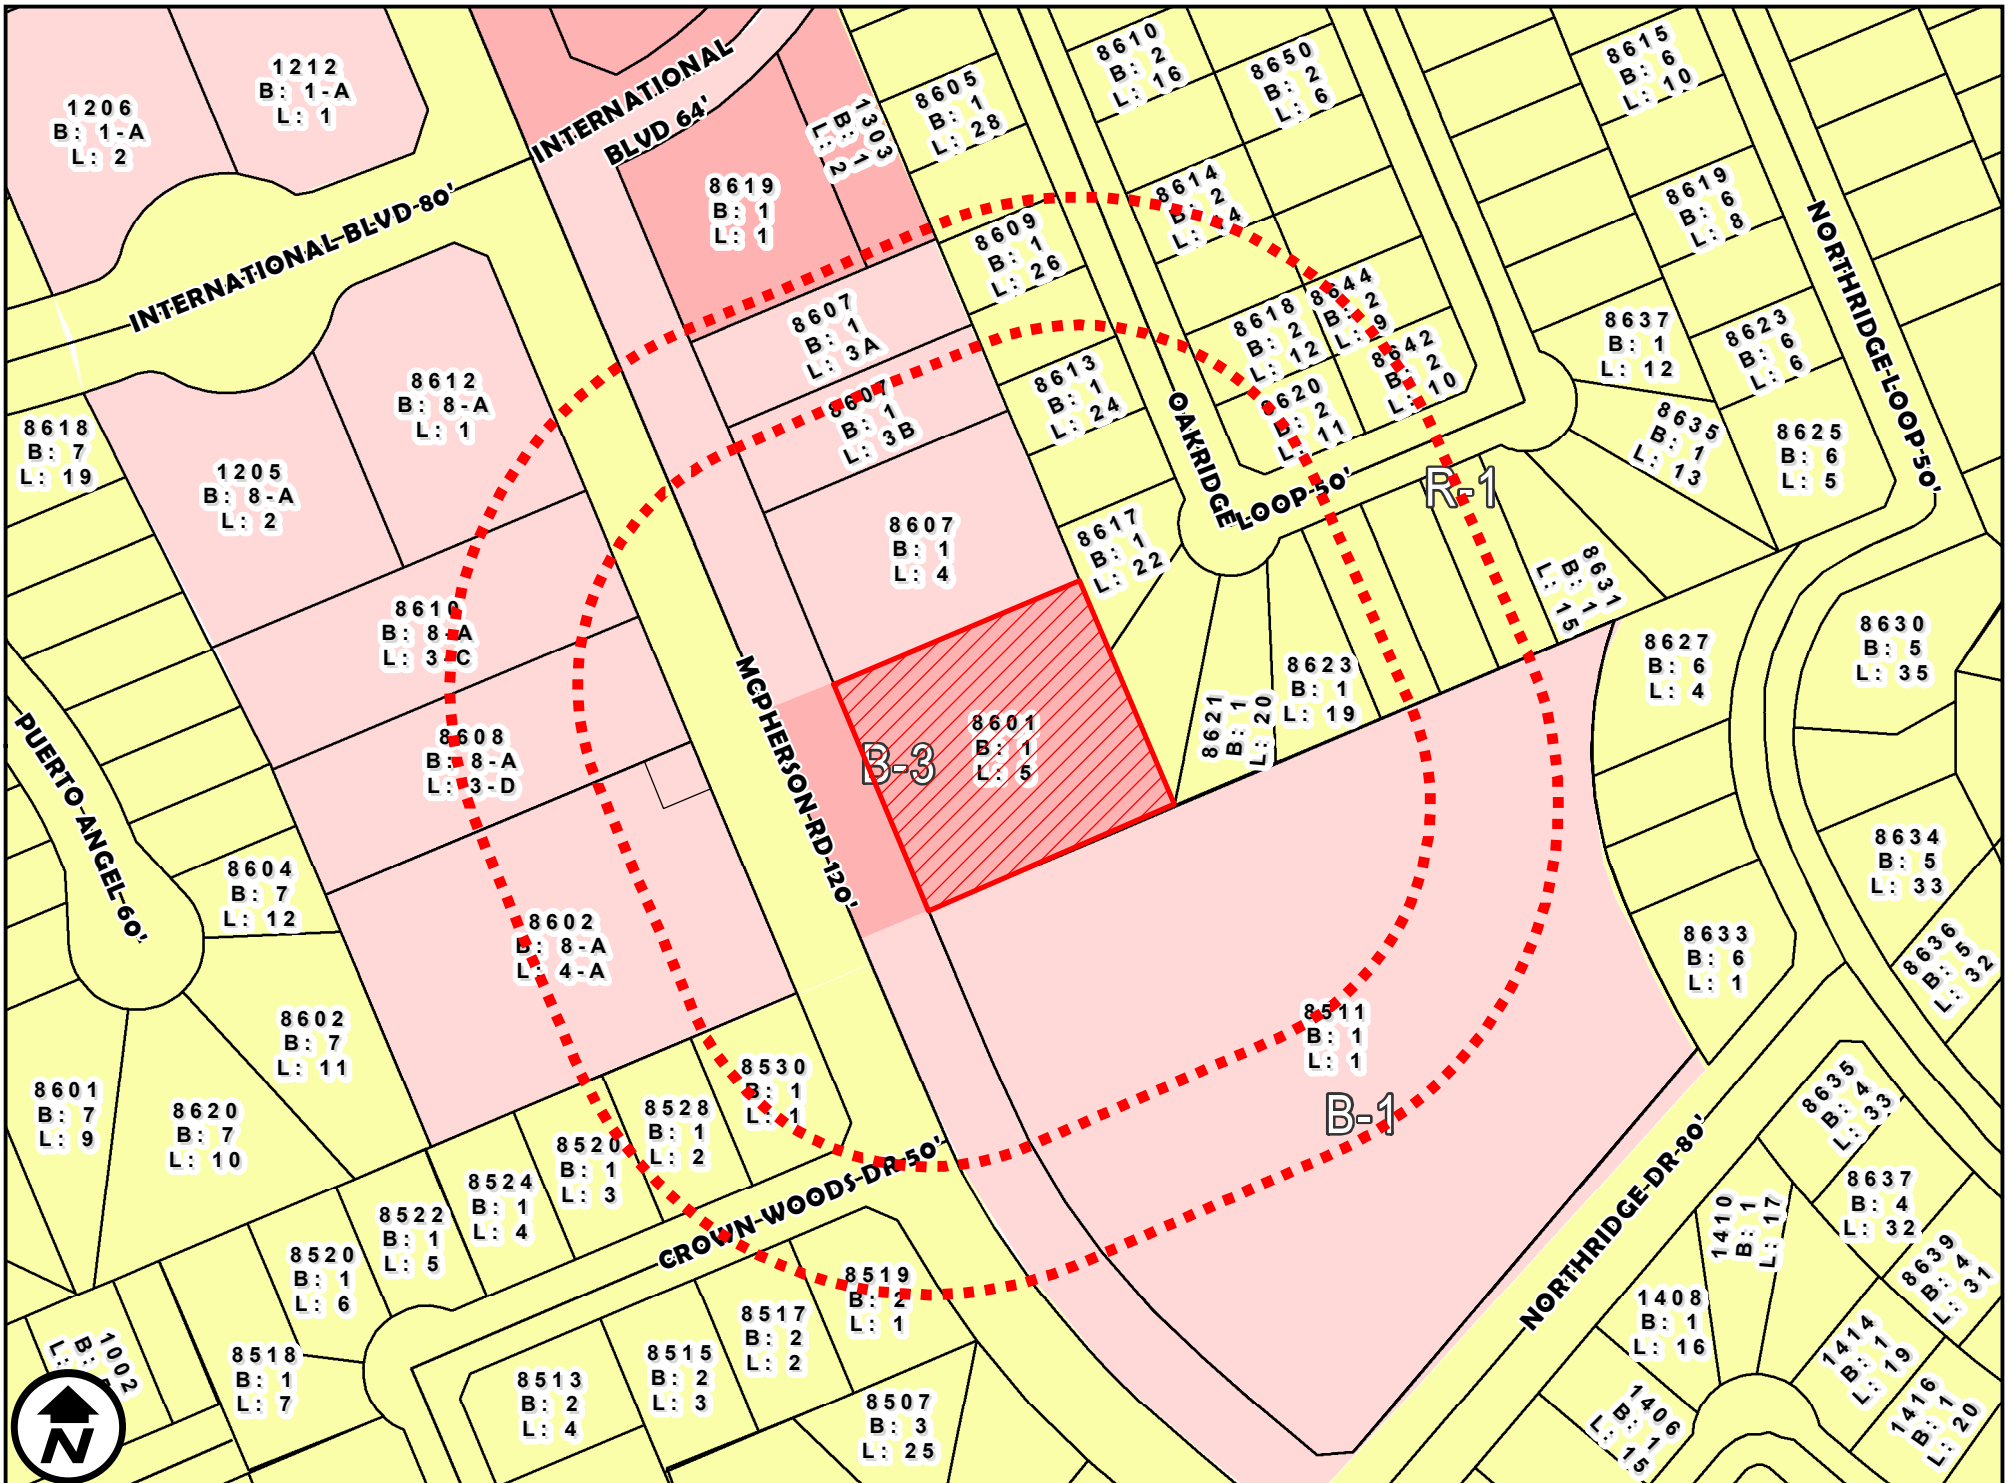 1206
B: 1-A
L: 2
1212
B: 1-A
L: 1
INTERNATIONAL
BLVD 64'
INTERNATIONAL BLVD 80'
8619
B: 1
L: 1
1303
B: 1
L: 2
8605
B: 1
L: 28
8610
B: 2
L: 16
8650
B: 2
L: 6
8615
B: 6
L: 10
8609
B: 1
L: 26
8614
B: 2
L: 14
8619
B: 6
L: 8
NORTHRIDGE LOOP 50'
8607
B: 1
L: 3A
8618
B: 2
L: 12
8644
B: 2
L: 9
8642
B: 2
L: 10
8637
B: 1
L: 12
8623
B: 6
L: 6
8618
B: 7
L: 19
8612
B: 8-A
L: 1
8607
B: 1
L: 3B
8613
B: 1
L: 24
8620
B: 2
L: 11
8635
B: 1
L: 13
8625
B: 6
L: 5
1205
B: 8-A
L: 2
OAKRIDGE
LOOP 50'
R-1
8607
B: 1
L: 4
8617
B: 1
L: 22
8631
B: 1
L: 15
8610
B: 8-A
L: 3-C
8630
B: 5
L: 35
8627
B: 6
L: 4
8623
B: 1
L: 19
8621
B: 1
L: 20
8601
B: 1
L: 5
B-3
MCPHERSON RD 120'
PUERTO ANGEL 60'
8608
B: 8-A
L: 3-D
8604
B: 7
L: 12
8634
B: 5
L: 33
8602
B: 8-A
L: 4-A
8633
B: 6
L: 1
8636
B: 5
L: 32
8602
B: 7
L: 11
8511
B: 1
L: 1
B-1
8601
B: 7
L: 9
8620
B: 7
L: 10
8530
B: 1
L: 1
8528
B: 1
L: 2
8520
B: 1
L: 3
8524
B: 1
L: 4
8522
B: 1
L: 5
8520
B: 1
L: 6
CROWN WOODS DR 50'
NORTHRIDGE DR 80'
8635
B: 4
L: 33
8637
B: 4
L: 32
1410
B: 1
L: 17
8639
B: 4
L: 31
8519
B: 2
L: 1
8517
B: 2
L: 2
8515
B: 2
L: 3
8513
B: 2
L: 4
8518
B: 1
L: 7
1002
B:
L:
8507
B: 3
L: 25
1408
B: 1
L: 16
1414
B: 1
L: 19
1406
B: 1
L: 15
1416
B: 1
L: 20
N